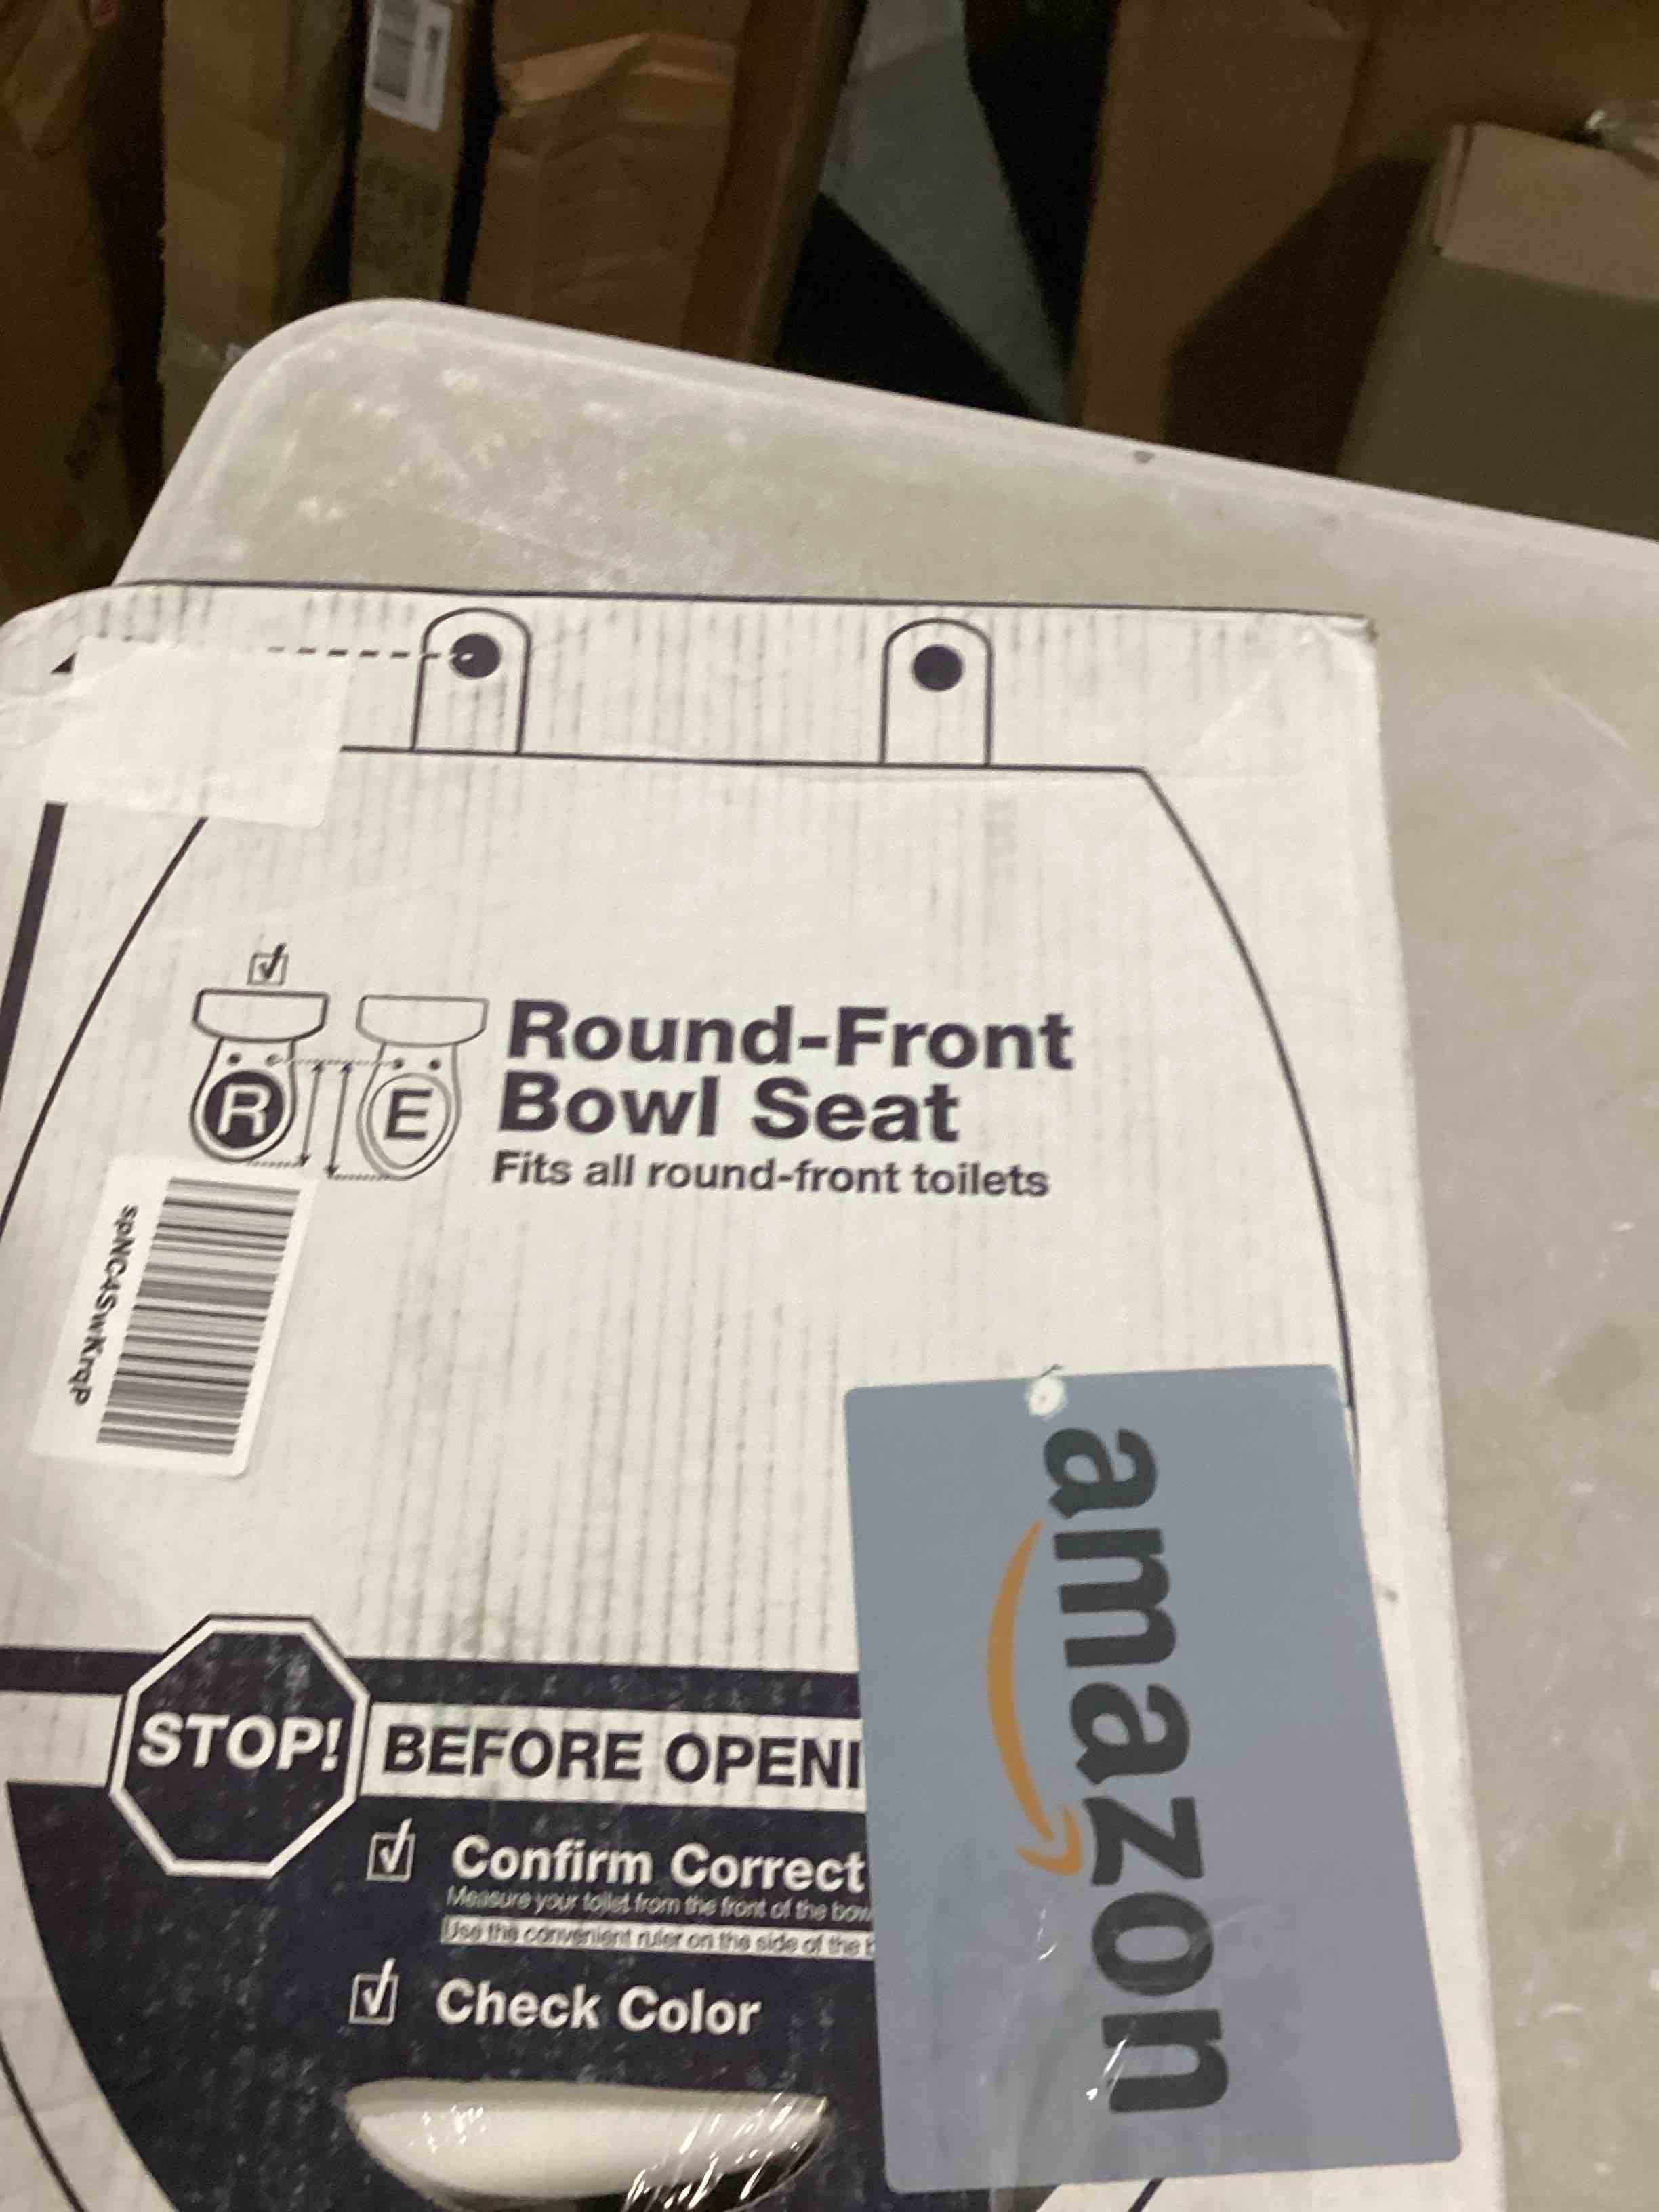 R
E
Round-Front
Bowl Seat
Fits all round-front toilets
spNC4SwKrqP
STOP!
BEFORE OPENI
Confirm Correct
Measure your toilet from the front of the bow
Use the convenient ruler on the side of the b
Check Color
amazon